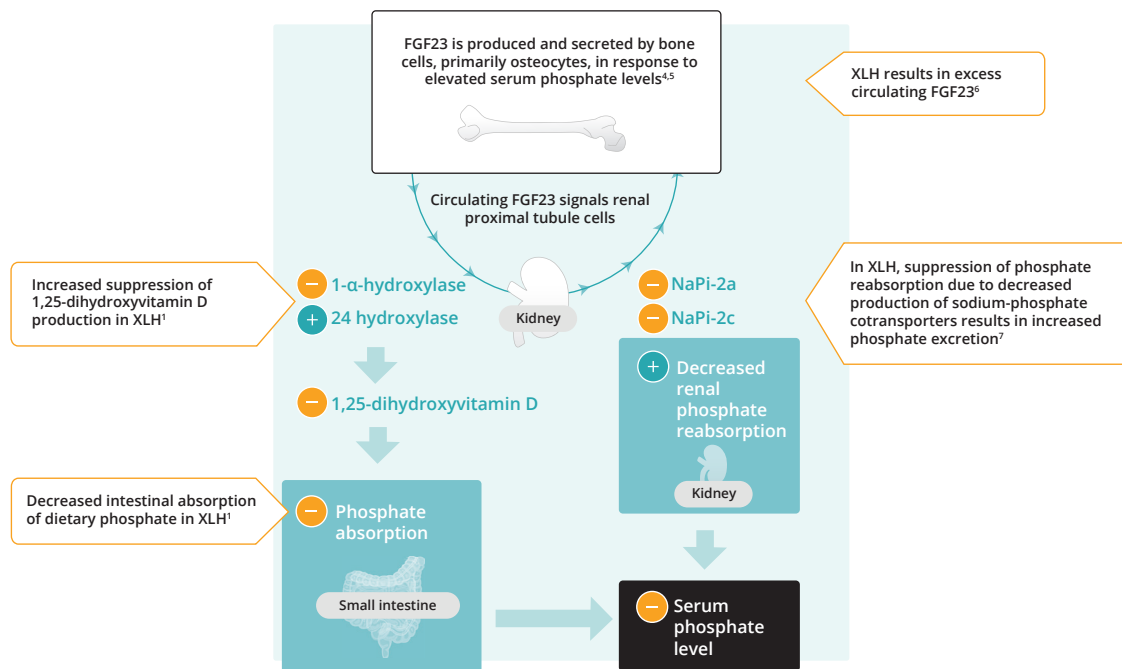 FGF23 is produced and secreted by bone
cells, primarily osteocytes, in response to
elevated serum phosphate levels4,5
XLH results in excess
circulating FGF236
Circulating FGF23 signals renal
proximal tubule cells
Increased suppression of
1,25-dihydroxyvitamin D
production in XLH1
− 1-α-hydroxylase
+ 24 hydroxylase
Kidney
− NaPi-2a
− NaPi-2c
In XLH, suppression of phosphate
reabsorption due to decreased
production of sodium-phosphate
cotransporters results in increased
phosphate excretion7
− 1,25-dihydroxyvitamin D
+ Decreased
renal
phosphate
reabsorption
Kidney
Decreased intestinal absorption
of dietary phosphate in XLH1
− Phosphate
absorption
Small intestine
− Serum
phosphate
level